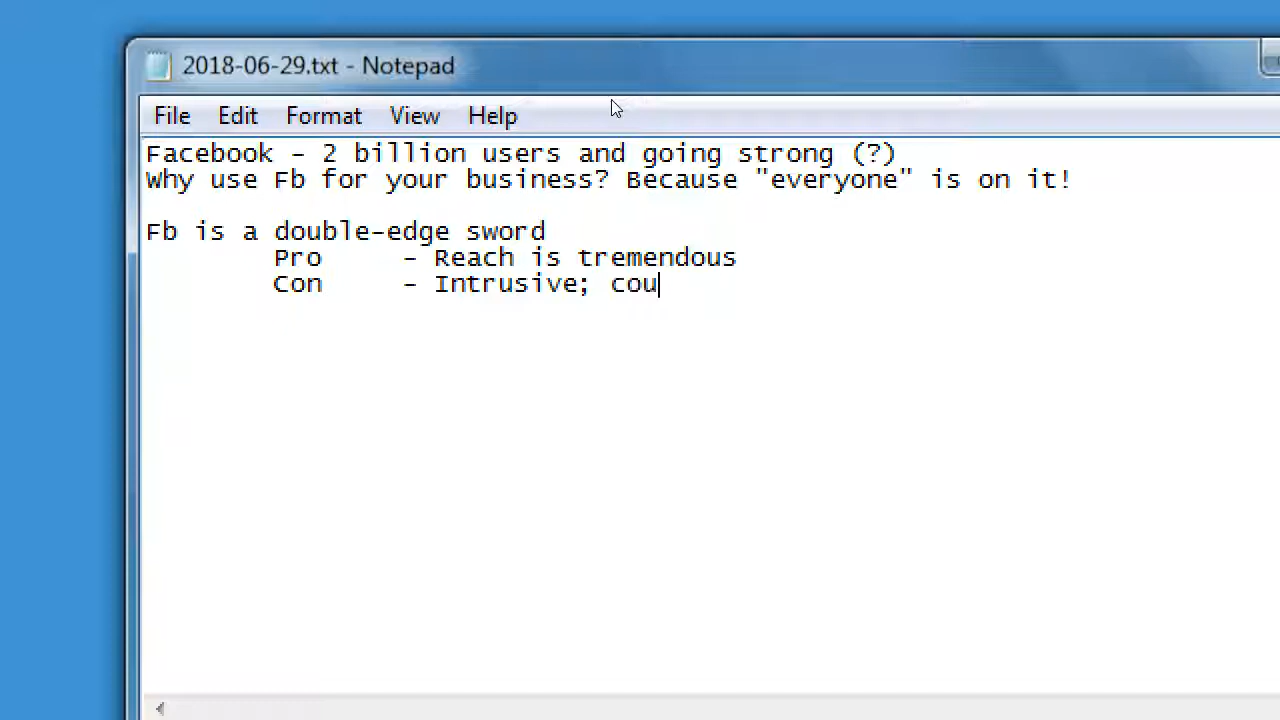 2018-06-29.txt - Notepad
File Edit Format View Help
Facebook - 2 billion users and going strong (?)
Why use Fb for your business? Because "everyone" is on it!
Fb is a double-edge sword
Pro - Reach is tremendous
Con - Intrusive; cou